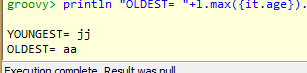 groovy> println "OLDEST= "+l.max({it.age}).
YOUNGEST= jj
OLDEST= aa
Execution complete. Result was null